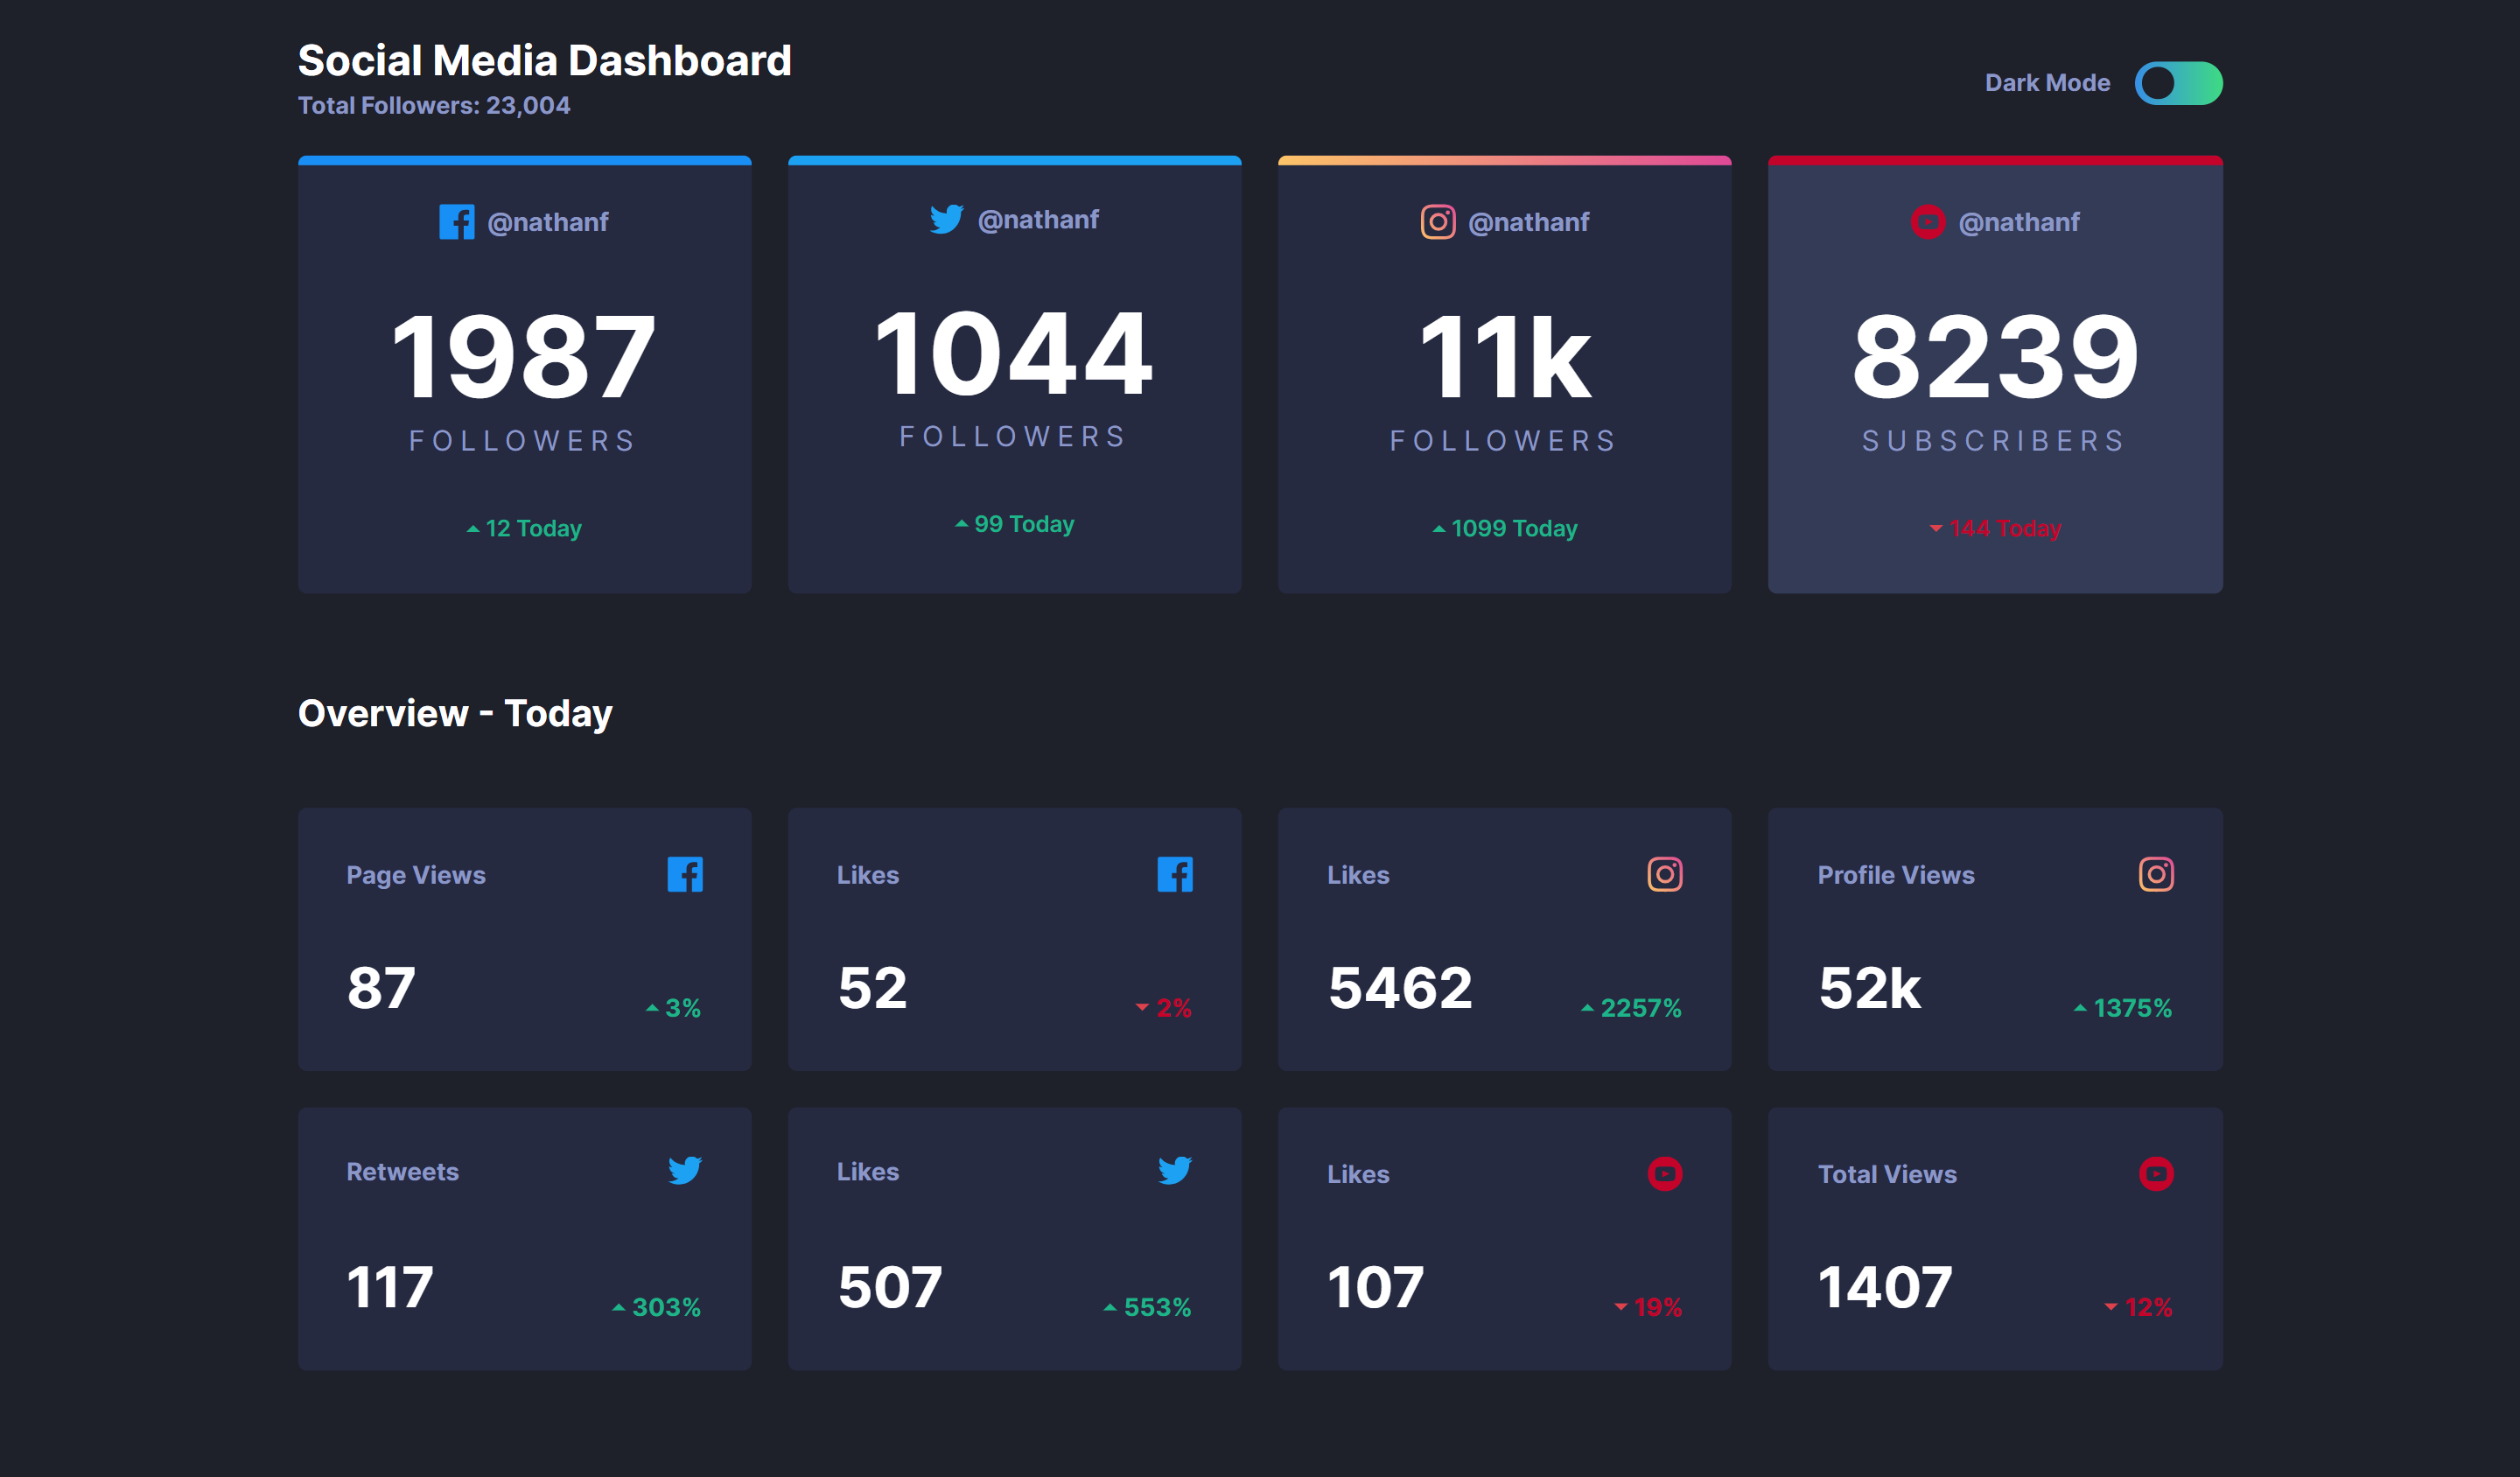 Social Media Dashboard
Total Followers: 23,004
Dark Mode
@nathanf
1987
FOLLOWERS
12 Today
@nathanf
1044
FOLLOWERS
99 Today
@nathanf
11k
FOLLOWERS
1099 Today
@nathanf
8239
SUBSCRIBERS
144 Today
Overview - Today
Page Views
87
3%
Likes
52
2%
Likes
5462
2257%
Profile Views
52k
1375%
Retweets
117
303%
Likes
507
553%
Likes
107
19%
Total Views
1407
12%